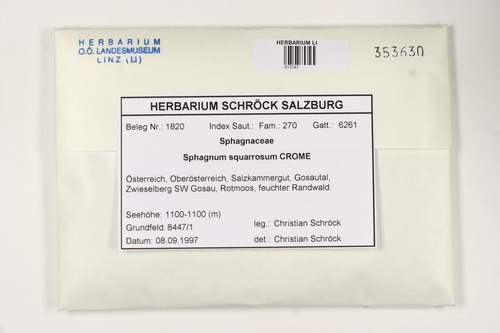 HERBARIUM
O.Ö. LANDESMUSEUM
LINZ (LI)
HERBARIUM LI
353630
HERBARIUM SCHRÖCK SALZBURG
Beleg Nr.: 1820 Index Saut.: Fam.: 270 Gatt.: 6261
Sphagnaceae
Sphagnum squarrosum CROME
Österreich, Oberösterreich, Salzkammergut, Gosautal,
Zwieselberg SW Gosau, Rotmoos, feuchter Randwald.
Seehöhe: 1100-1100 (m)
Grundfeld: 8447/1 leg.: Christian Schröck
Datum: 08.09.1997 det.: Christian Schröck